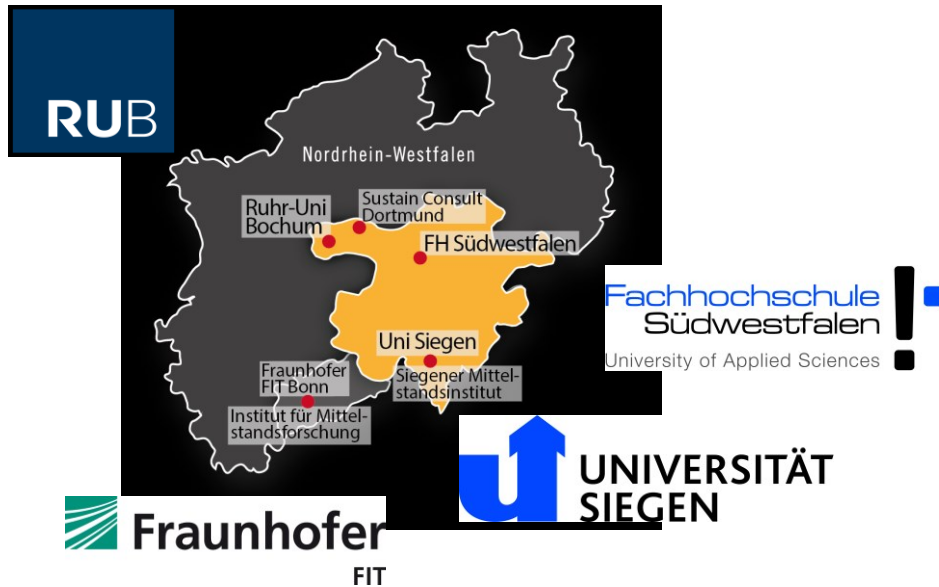 RUB
Nordrhein-Westfalen
Ruhr-Uni
Bochum
Sustain Consult
Dortmund
FH Südwestfalen
Fachhochschule
Südwestfalen
University of Applied Sciences
Uni Siegen
Siegener Mittel-
standsinstitut
Fraunhofer
FIT Bonn
Institut für Mittel-
standsforschung
UNIVERSITÄT
SIEGEN
Fraunhofer
FIT